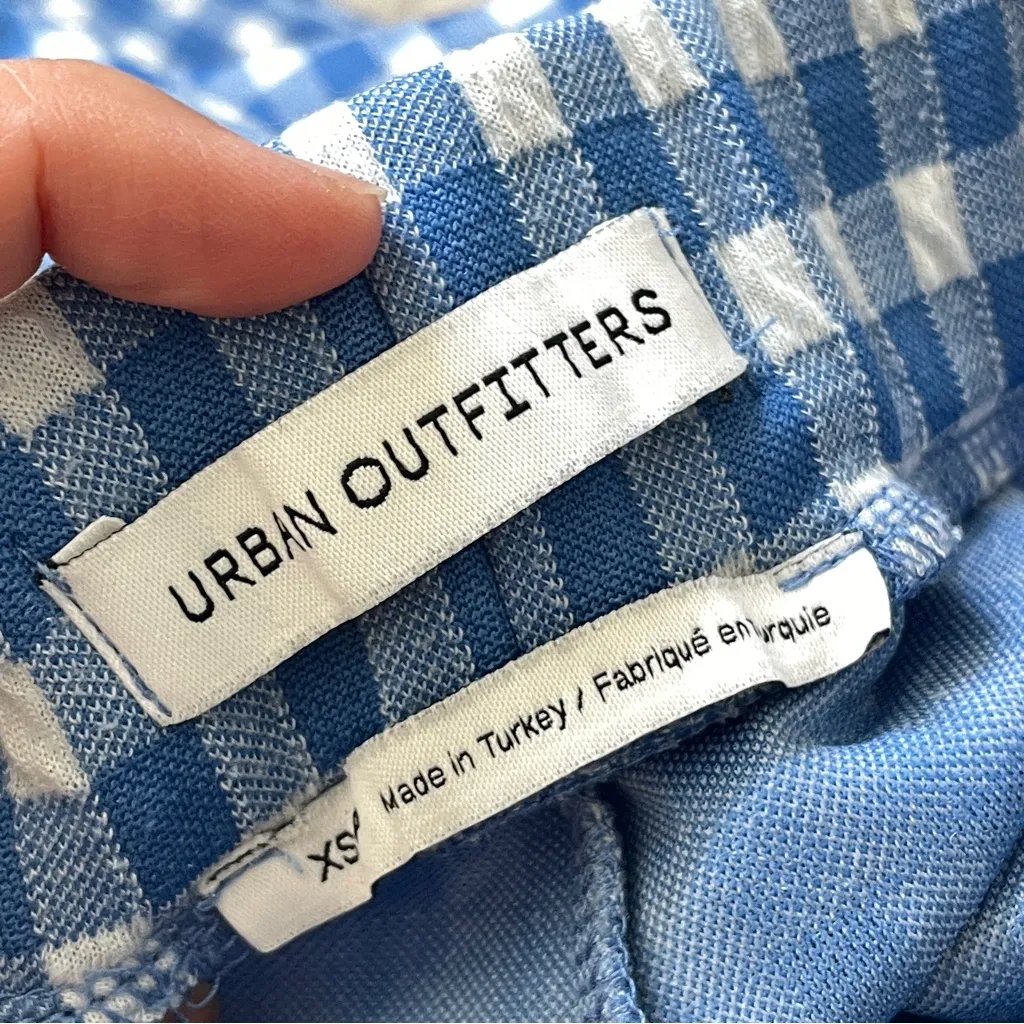 URBAN OUTFITTERS
Made in Turkey / Fabriqué en
XS